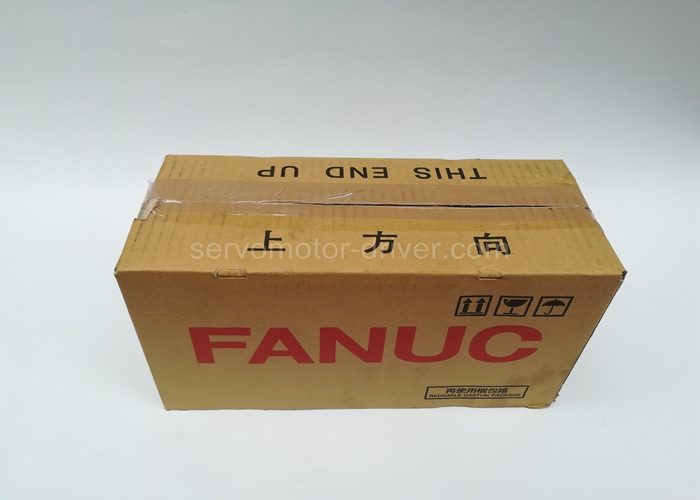 THIS END UP
上方向
servomotor-driver.com
FANUC
再使用梱包箱
REUSABLE CARTON PACKAGE